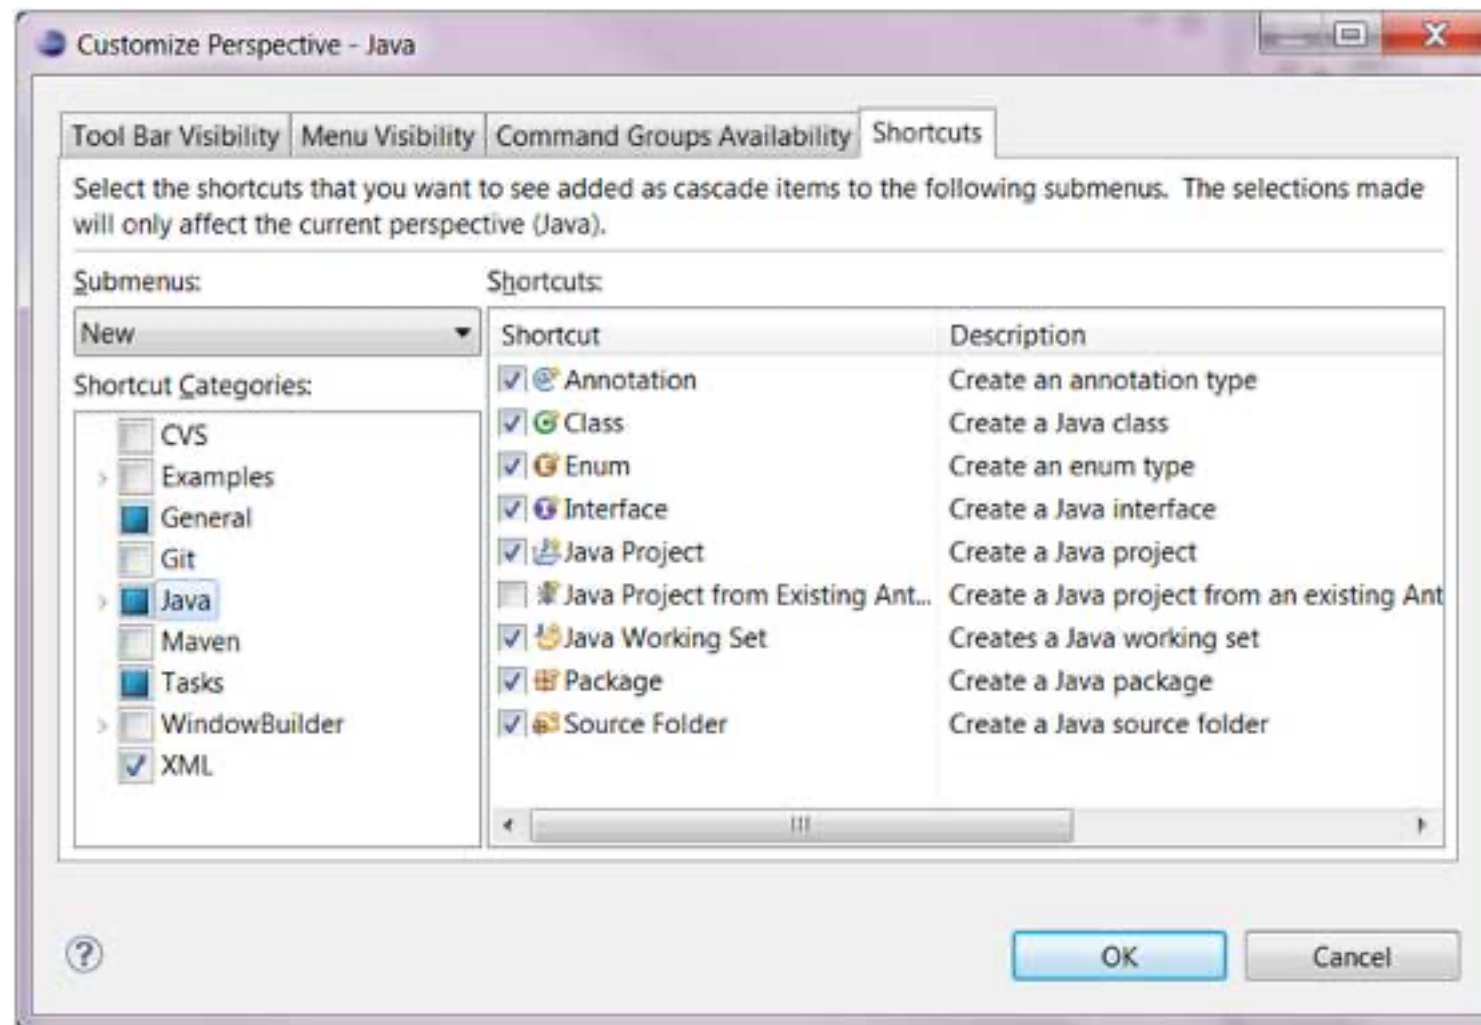 Customize Perspective - Java
Tool Bar Visibility Menu Visibility Command Groups Availability Shortcuts
Select the shortcuts that you want to see added as cascade items to the following submenus. The selections made
will only affect the current perspective (Java).
Submenus:
New
Shortcut Categories:
CVS
Examples
General
Git
Java
Maven
Tasks
WindowBuilder
XML
Shortcuts:
Shortcut Description
Annotation Create an annotation type
Class Create a Java class
Enum Create an enum type
Interface Create a Java interface
Java Project Create a Java project
Java Project from Existing Ant... Create a Java project from an existing Ant
Java Working Set Creates a Java working set
Package Create a Java package
Source Folder Create a Java source folder
OK Cancel